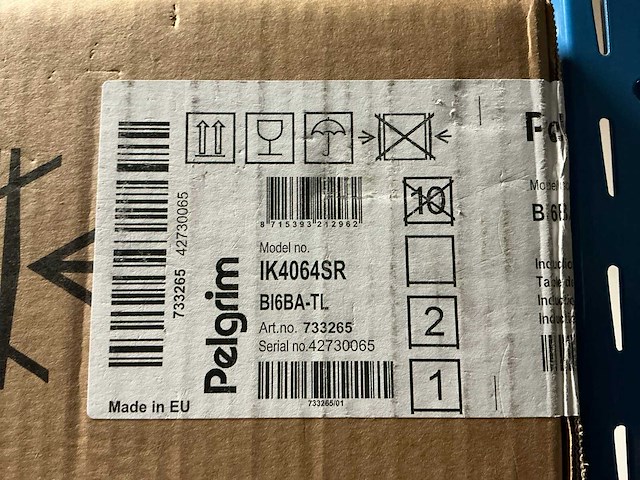 733265 42730065
8 715393 212962
10
Model no.
IK4064SR
BI6BA-TL
Art.no. 733265
Serial no.42730065
2
1
Pelgrim
733265/01
Made in EU